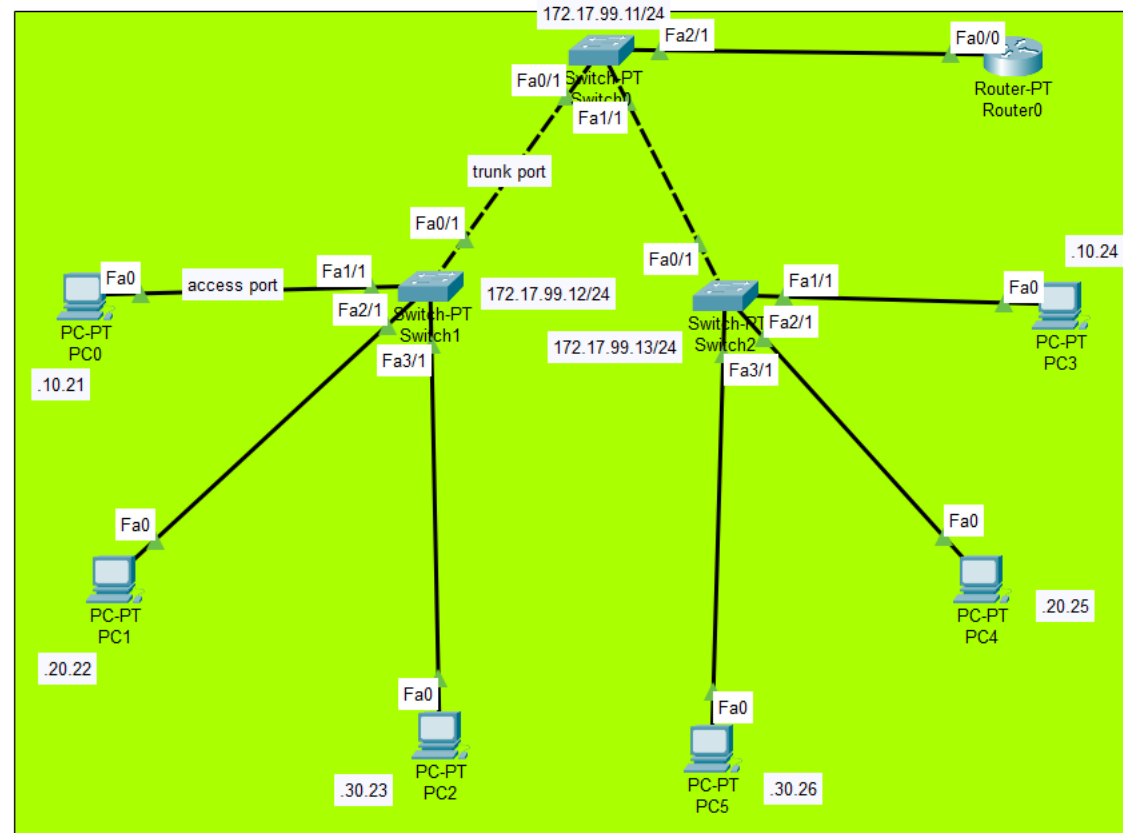 172.17.99.11/24
Fa2/1
Fa0/0
Fa0/1
Switch-PT
Switch0
Fa1/1
Router-PT
Router0
trunk port
Fa0/1
Fa0/1
.10.24
Fa0
access port
Fa1/1
Fa2/1
172.17.99.12/24
Switch-PT
Switch1
Fa3/1
PC-PT
PC0
.10.21
Fa1/1
Fa0
Switch-PT
Switch2
Fa2/1
172.17.99.13/24
Fa3/1
PC-PT
PC3
Fa0
PC-PT
PC1
.20.22
Fa0
PC-PT
PC4
.20.25
Fa0
PC-PT
PC2
.30.23
Fa0
PC-PT
PC5
.30.26